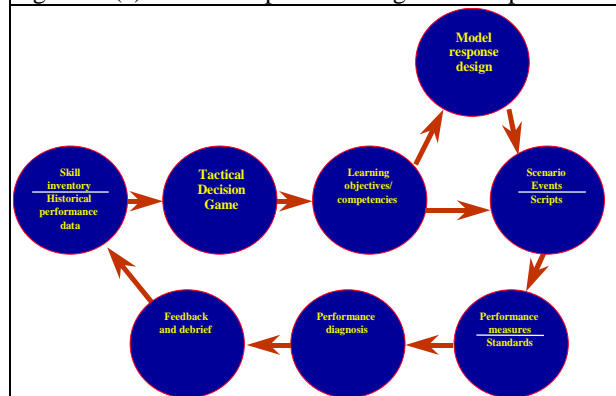 Model
response
design
Skill
inventory
Historical
performance
data
Tactical
Decision
Game
Learning
objectives/
competencies
Scenario
Events
Scripts
Feedback
and debrief
Performance
diagnosis
Performance
measures
Standards